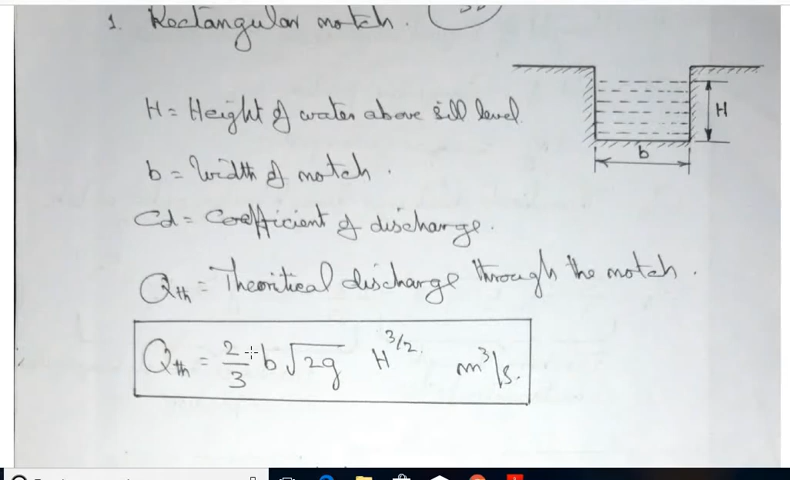 1. Rectangular notch.
H = Height of water above sill level
H
b
b = Width of notch.
Cd = Coefficient of discharge.
Qth = Theoritical discharge through the notch.
Qth = 2/3 b √2g H^3/2. m³/s.